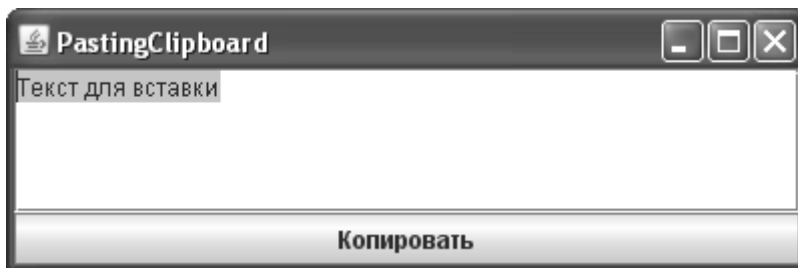 PastingClipboard
Текст для вставки
Копировать